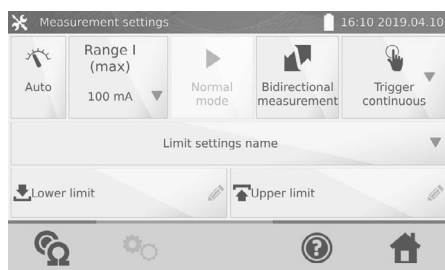 Measurement settings
16:10 2019.04.10
Auto
Range I
(max)
100 mA
Normal
mode
Bidirectional
measurement
Trigger
continuous
Limit settings name
Lower limit
Upper limit